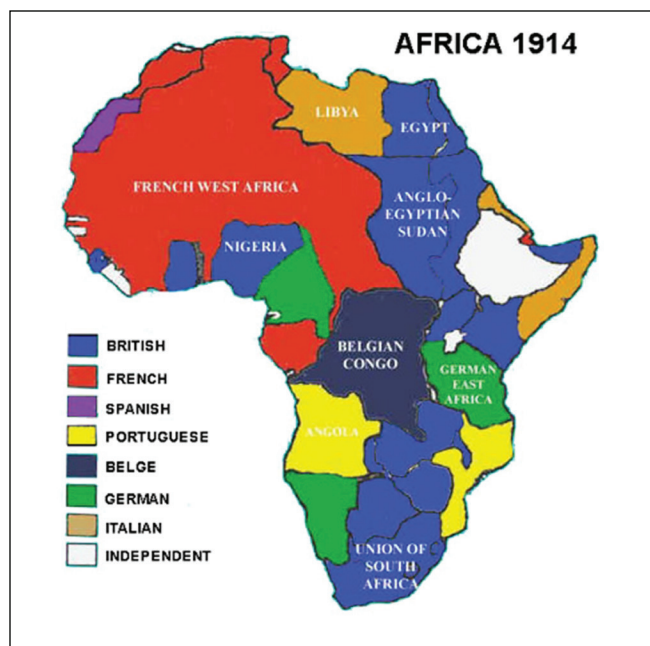 AFRICA 1914
LIBYA
EGYPT
FRENCH WEST AFRICA
ANGLO-
EGYPTIAN
SUDAN
NIGERIA
BELGIAN
CONGO
GERMAN
EAST
AFRICA
ANGOLA
UNION OF
SOUTH
AFRICA
BRITISH
FRENCH
SPANISH
PORTUGUESE
BELGE
GERMAN
ITALIAN
INDEPENDENT